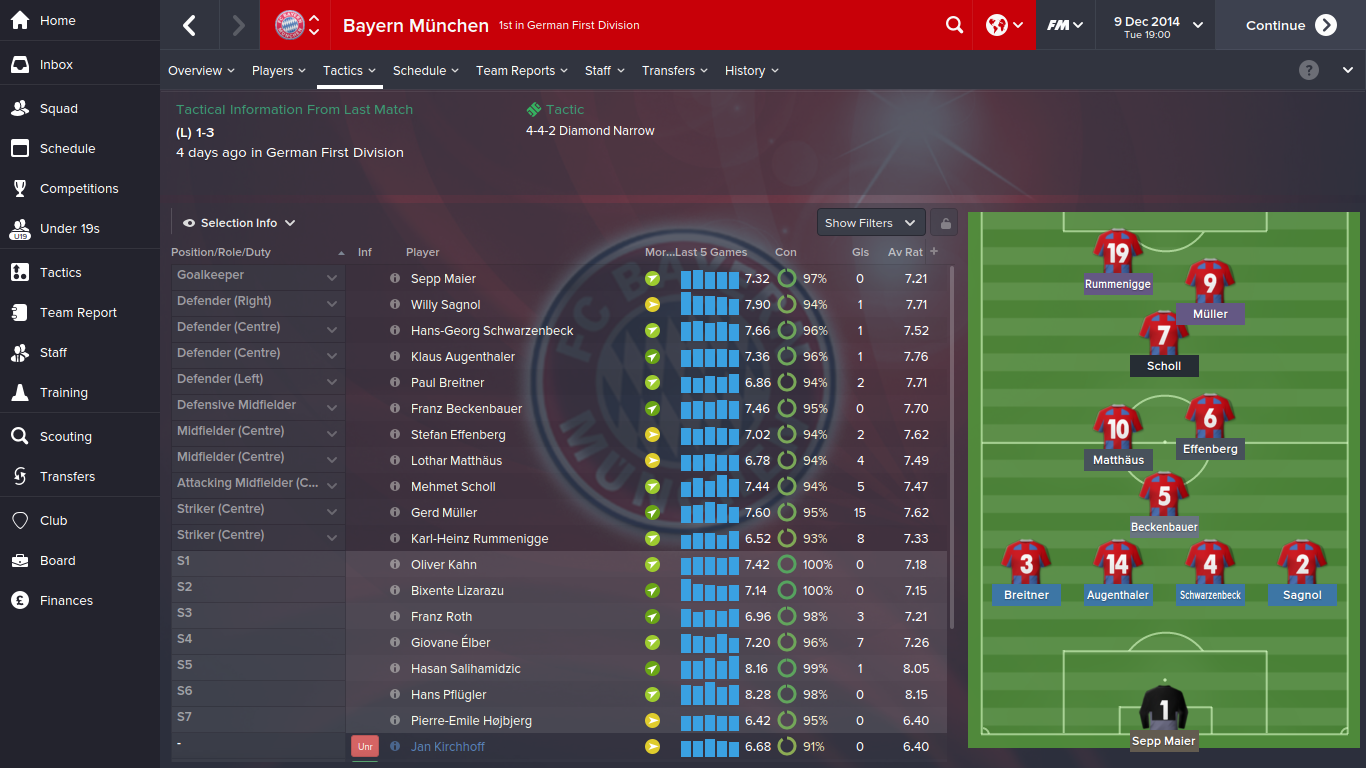 Home
Inbox
Squad
Schedule
Competitions
U19
Under 19s
Tactics
Team Report
Staff
Training
Scouting
Transfers
Club
Board
Finances
Bayern München 1st in German First Division
FM
9 Dec 2014
Tue 19:00
Continue
Overview Players Tactics Schedule Team Reports Staff Transfers History
?
Tactical Information From Last Match
(L) 1-3
4 days ago in German First Division
Tactic
4-4-2 Diamond Narrow
Selection Info
Show Filters
Position/Role/Duty Inf Player Mor... Last 5 Games Con Gls Av Rat +
Goalkeeper Sepp Maier 7.32 97% 0 7.21
Defender (Right) Willy Sagnol 7.90 94% 1 7.71
Defender (Centre) Hans-Georg Schwarzenbeck 7.66 96% 1 7.52
Defender (Centre) Klaus Augenthaler 7.36 96% 1 7.76
Defender (Left) Paul Breitner 6.86 94% 2 7.71
Defensive Midfielder Franz Beckenbauer 7.46 95% 0 7.70
Midfielder (Centre) Stefan Effenberg 7.02 94% 2 7.62
Midfielder (Centre) Lothar Matthäus 6.78 94% 4 7.49
Attacking Midfielder (C... Mehmet Scholl 7.44 94% 5 7.47
Striker (Centre) Gerd Müller 7.60 95% 15 7.62
Striker (Centre) Karl-Heinz Rummenigge 6.52 93% 8 7.33
S1 Oliver Kahn 7.42 100% 0 7.18
S2 Bixente Lizarazu 7.14 100% 0 7.15
S3 Franz Roth 6.96 98% 3 7.21
S4 Giovane Élber 7.20 96% 7 7.26
S5 Hasan Salihamidzic 8.16 99% 1 8.05
S6 Hans Pflügler 8.28 98% 0 8.15
S7 Pierre-Emile Højbjerg 6.42 95% 0 6.40
- Unr Jan Kirchhoff 6.68 91% 0 6.40
FC BAYERN
MÜNCHEN
19
Rummenigge
9
Müller
7
Scholl
10
Matthäus
6
Effenberg
5
Beckenbauer
3 14 4 2
Breitner Augenthaler Schwarzenbeck Sagnol
1
Sepp Maier